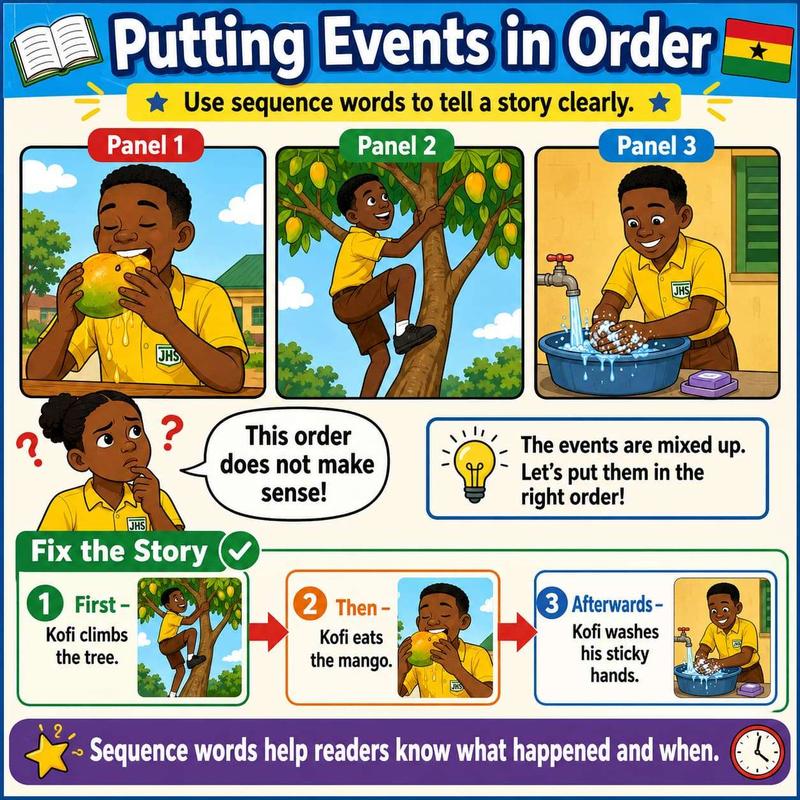 Putting Events in Order
Use sequence words to tell a story clearly.
Panel 1
Panel 2
Panel 3
JHS
JHS
? ?
This order
does not make
sense!
JHS
The events are mixed up.
Let's put them in the
right order!
Fix the Story
1 First –
Kofi climbs
the tree.
2 Then –
Kofi eats
the mango.
JHS
3 Afterwards –
Kofi washes
his sticky
hands.
? ?
Sequence words help readers know what happened and when.